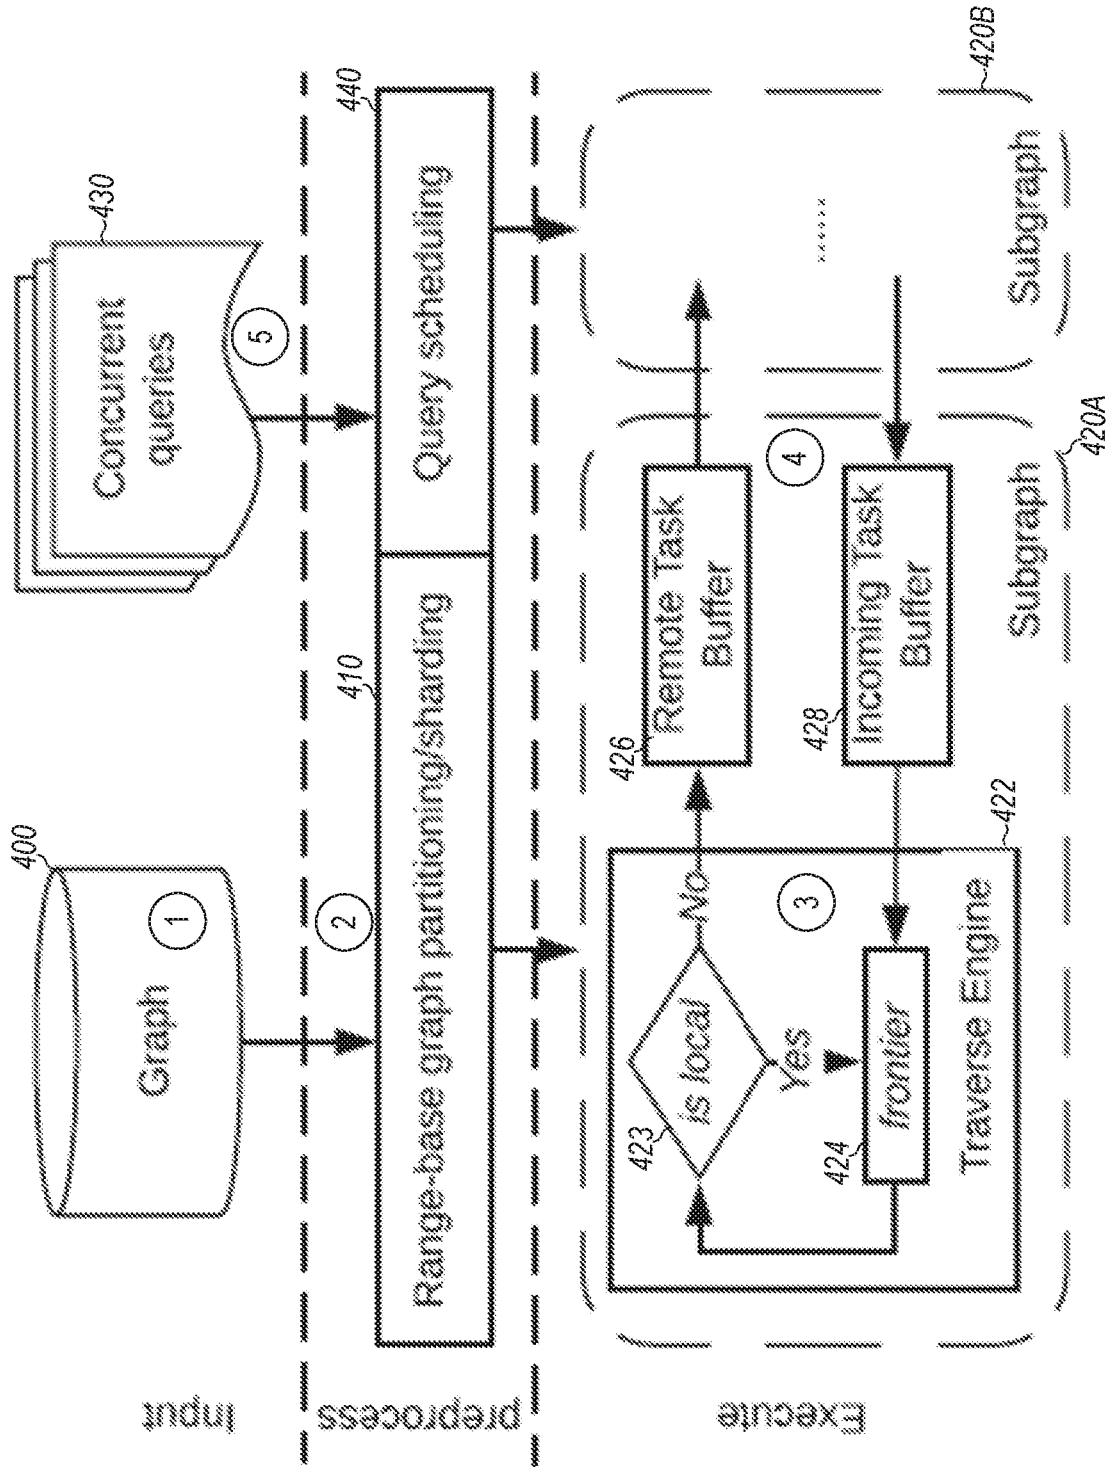 Input
Graph
400
1
Concurrent
queries
430
5
preprocess
2
Range-base graph partitioning/sharding
410
Query scheduling
440
Execute
423
is local
No
Yes
424
frontier
3
Traverse Engine
422
426
Remote Task
Buffer
4
428
Incoming Task
Buffer
Subgraph
420A
......
Subgraph
420B